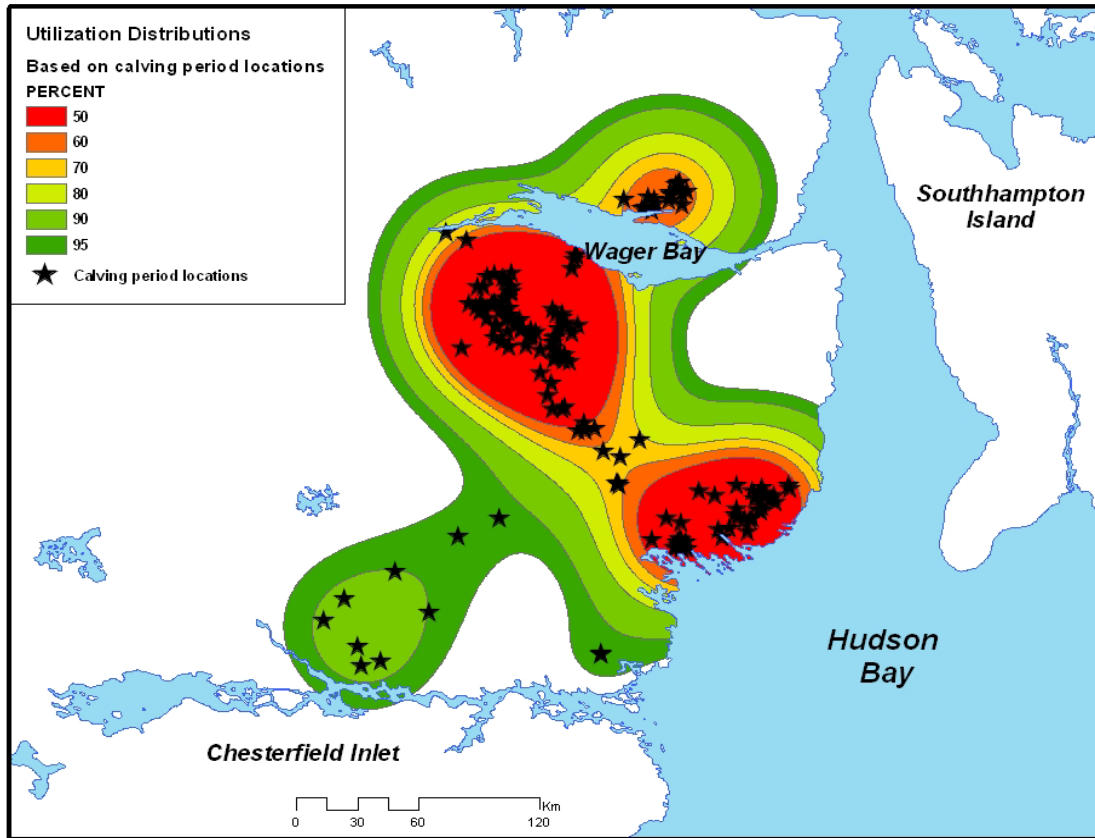 Utilization Distributions
Based on calving period locations
PERCENT
50
60
70
80
90
95
Calving period locations
Southhampton
Island
Wager Bay
Hudson
Bay
Chesterfield Inlet
Km
0 30 60 120